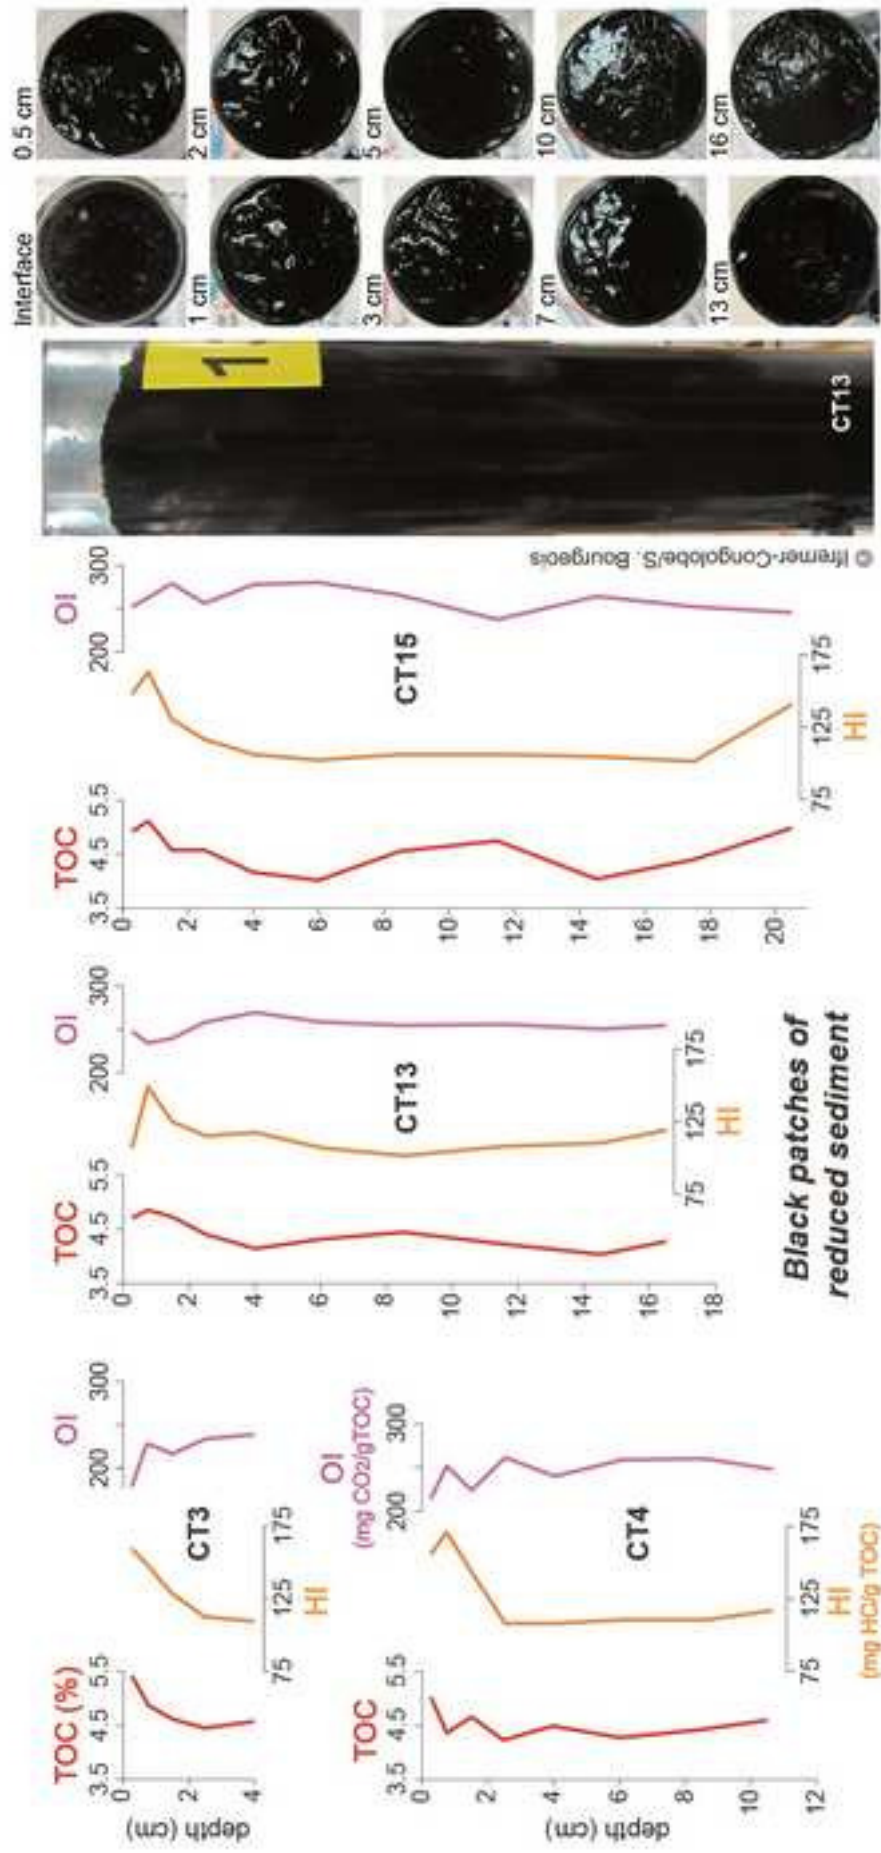 TOC (%)
3.5 4.5 5.5
OI
200 300
depth (cm)
0
2
4
CT3
75 125 175
HI
TOC
3.5 4.5 5.5
OI
(mg CO2/gTOC)
200 300
depth (cm)
0
2
4
6
8
10
12
CT4
75 125 175
HI
(mg HC/g TOC)
TOC
3.5 4.5 5.5
OI
200 300
0
2
4
6
8
10
12
14
16
18
CT13
75 125 175
HI
Black patches of
reduced sediment
TOC
3.5 4.5 5.5
OI
200 300
0
2
4
6
8
10
12
14
16
18
20
CT15
75 125 175
HI
© Ifremer-Congolobe/S. Bourgeois
CT13
Interface
0.5 cm
1 cm
2 cm
3 cm
5 cm
7 cm
10 cm
13 cm
16 cm